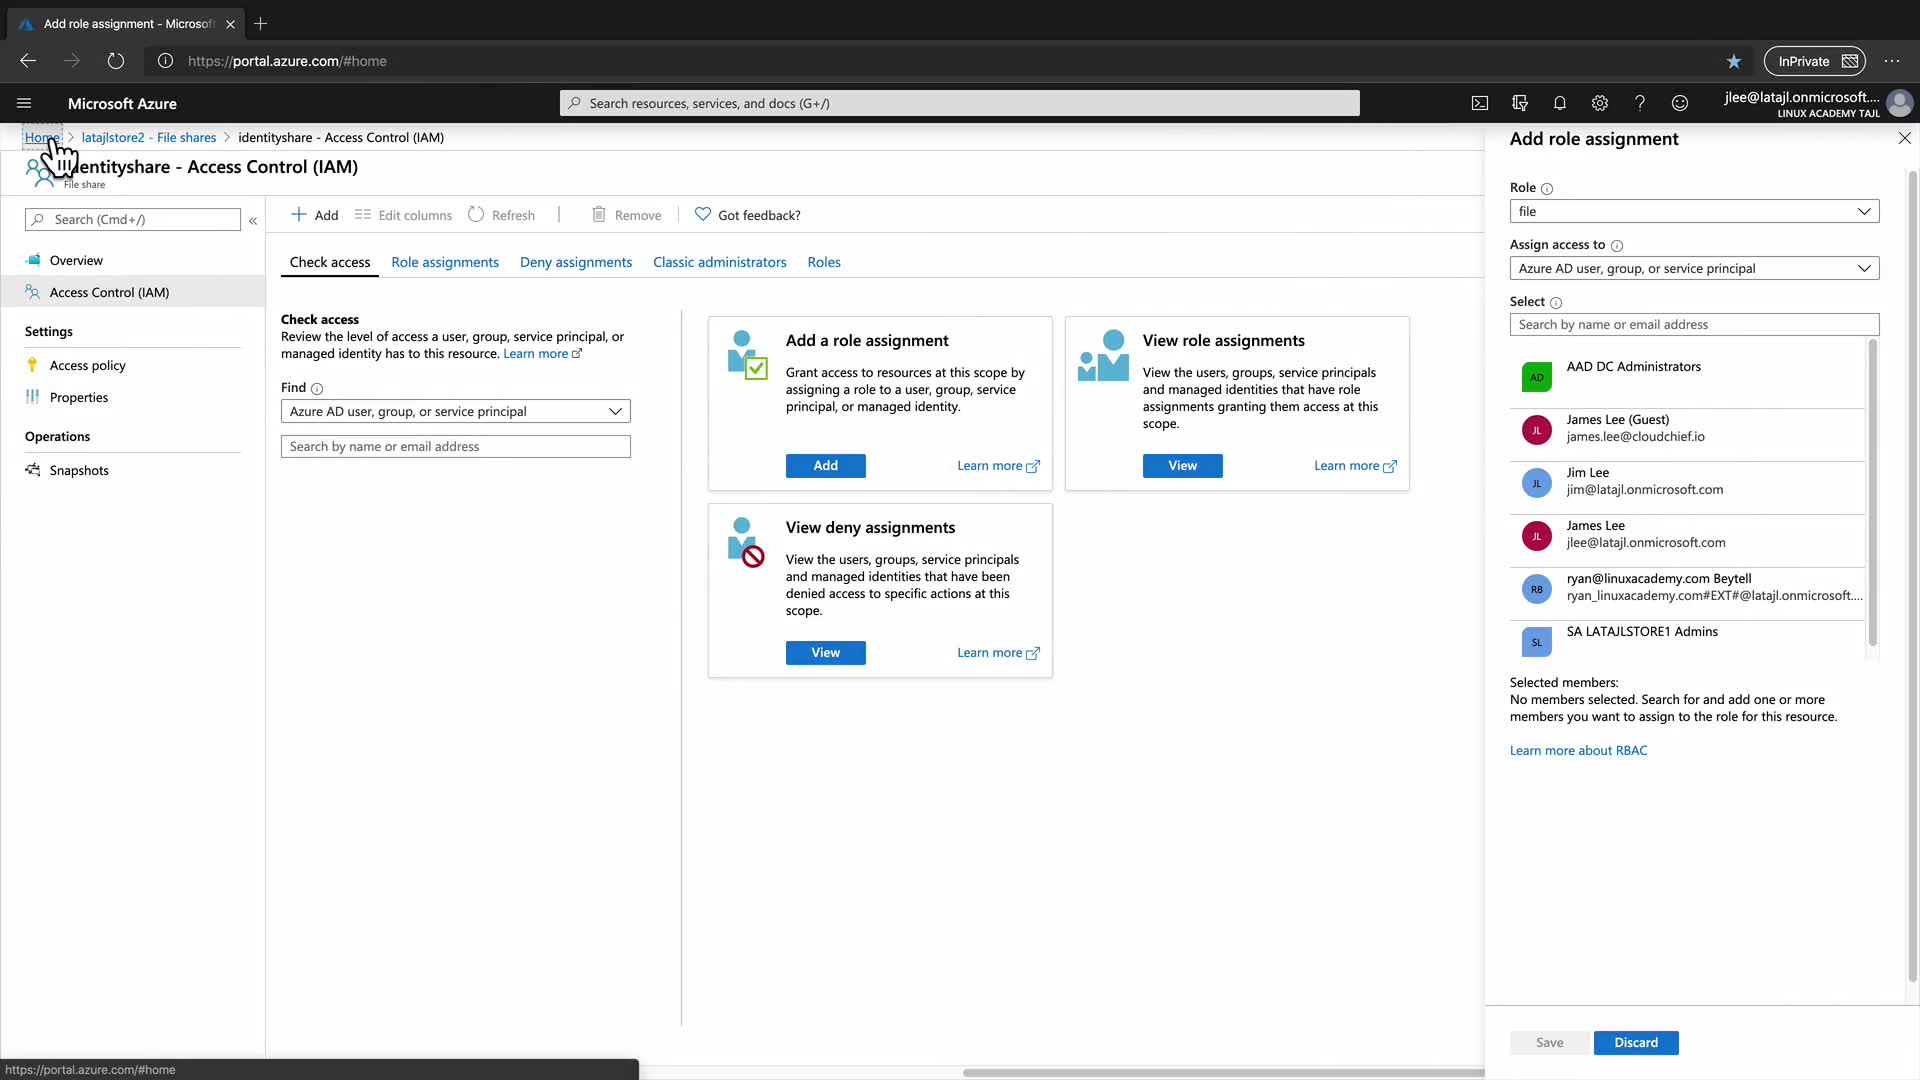 Add role assignment - Microsof
https://portal.azure.com/#home
InPrivate
Microsoft Azure
Search resources, services, and docs (G+/)
jlee@latajl.onmicrosoft....
LINUX ACADEMY TAJL
Home > latajlstore2 - File shares > identityshare - Access Control (IAM)
dentityshare - Access Control (IAM)
File share
Search (Cmd+/)
Overview
Access Control (IAM)
Settings
Access policy
Properties
Operations
Snapshots
Add
Edit columns
Refresh
Remove
Got feedback?
Check access
Role assignments
Deny assignments
Classic administrators
Roles
Check access
Review the level of access a user, group, service principal, or
managed identity has to this resource. Learn more
Find
Azure AD user, group, or service principal
Search by name or email address
Add a role assignment
Grant access to resources at this scope by
assigning a role to a user, group, service
principal, or managed identity.
Add
Learn more
View role assignments
View the users, groups, service principals
and managed identities that have role
assignments granting them access at this
scope.
View
Learn more
View deny assignments
View the users, groups, service principals
and managed identities that have been
denied access to specific actions at this
scope.
View
Learn more
Add role assignment
Role
file
Assign access to
Azure AD user, group, or service principal
Select
Search by name or email address
AD
AAD DC Administrators
JL
James Lee (Guest)
james.lee@cloudchief.io
JL
Jim Lee
jim@latajl.onmicrosoft.com
JL
James Lee
jlee@latajl.onmicrosoft.com
RB
ryan@linuxacademy.com Beytell
ryan_linuxacademy.com#EXT#@latajl.onmicrosoft....
SL
SA LATAJLSTORE1 Admins
Selected members:
No members selected. Search for and add one or more
members you want to assign to the role for this resource.
Learn more about RBAC
Save
Discard
https://portal.azure.com/#home